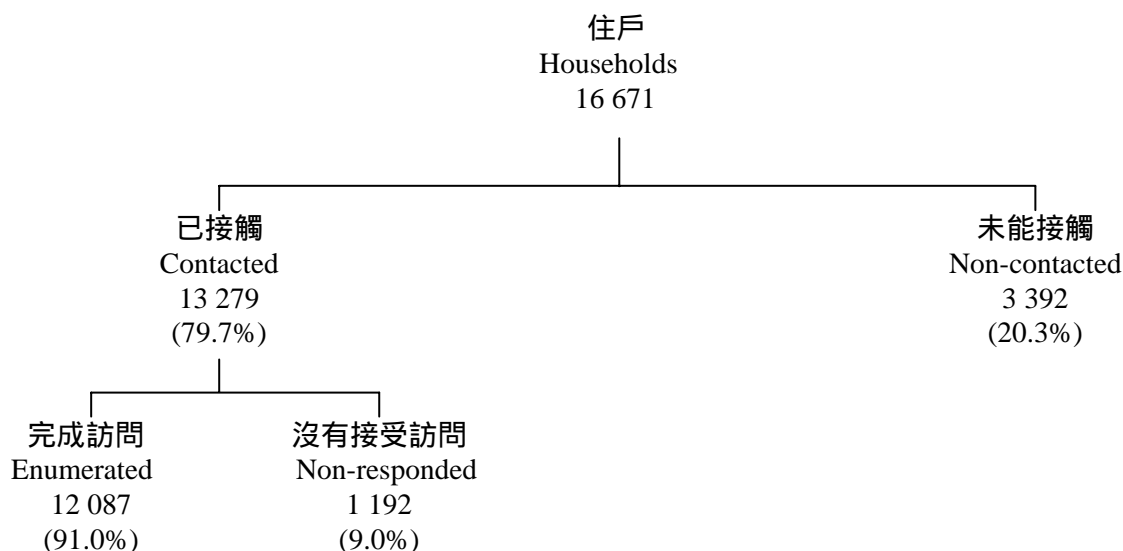 住戶
Households
16 671
已接觸
Contacted
13 279
(79.7%)
未能接觸
Non-contacted
3 392
(20.3%)
完成訪問
Enumerated
12 087
(91.0%)
沒有接受訪問
Non-responded
1 192
(9.0%)